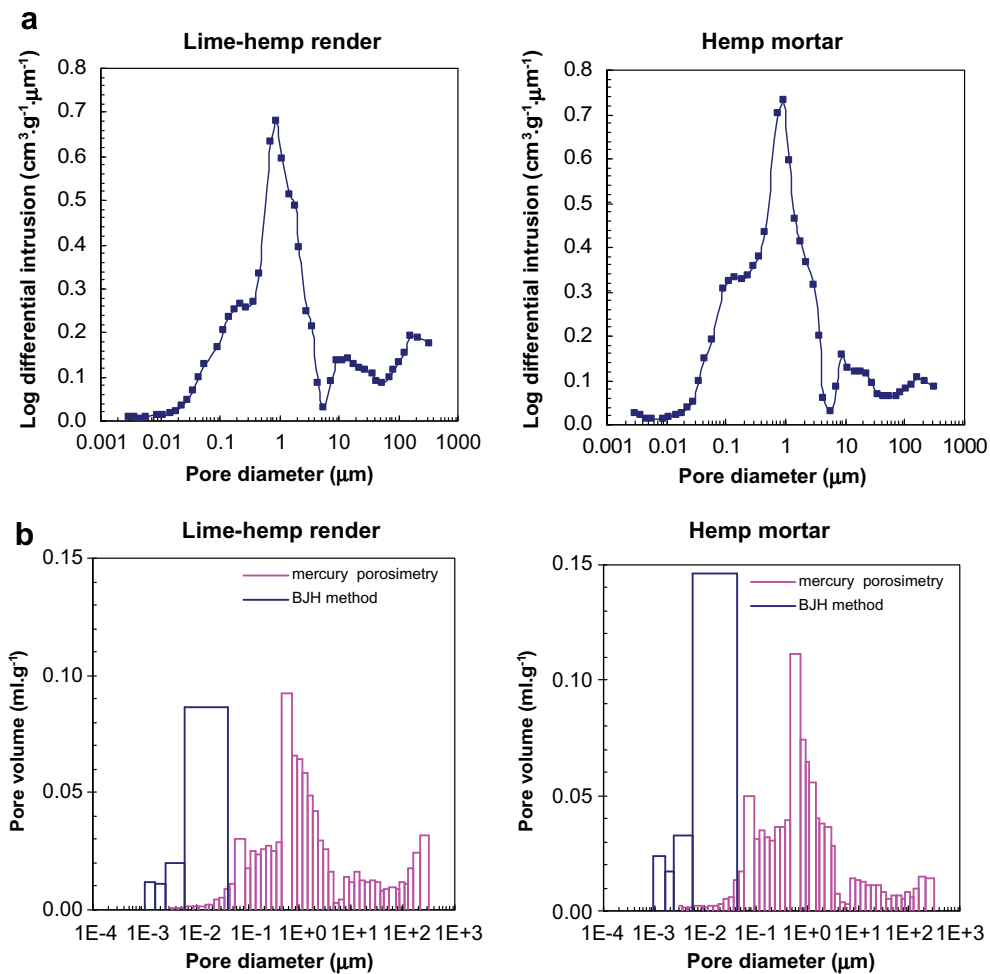 a
Lime-hemp render
Hemp mortar
Log differential intrusion (cm³.g⁻¹.μm⁻¹)
0.8
0.7
0.6
0.5
0.4
0.3
0.2
0.1
0.0
0.001 0.01 0.1 1 10 100 1000
Pore diameter (μm)
Log differential intrusion (cm³.g⁻¹.μm⁻¹)
0.8
0.7
0.6
0.5
0.4
0.3
0.2
0.1
0.0
0.001 0.01 0.1 1 10 100 1000
Pore diameter (μm)
b
Lime-hemp render
Hemp mortar
Pore volume (ml.g⁻¹)
0.15
0.10
0.05
0.00
mercury porosimetry
BJH method
1E-4 1E-3 1E-2 1E-1 1E+0 1E+1 1E+2 1E+3
Pore diameter (μm)
Pore volume (ml.g⁻¹)
0.15
0.10
0.05
0.00
mercury porosimetry
BJH method
1E-4 1E-3 1E-2 1E-1 1E+0 1E+1 1E+2 1E+3
Pore diameter (μm)